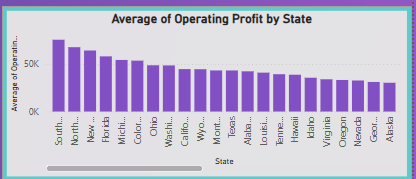 Average of Operating Profit by State
Average of Operatin...
50K
0K
South...
North...
New ...
Florida
Michi...
Color...
Ohio
Washi...
Califo...
Wyo...
Mont...
Texas
Alaba...
Louisi...
Tenne...
Hawaii
Idaho
Virginia
Oregon
Nevada
Geor...
Alaska
State